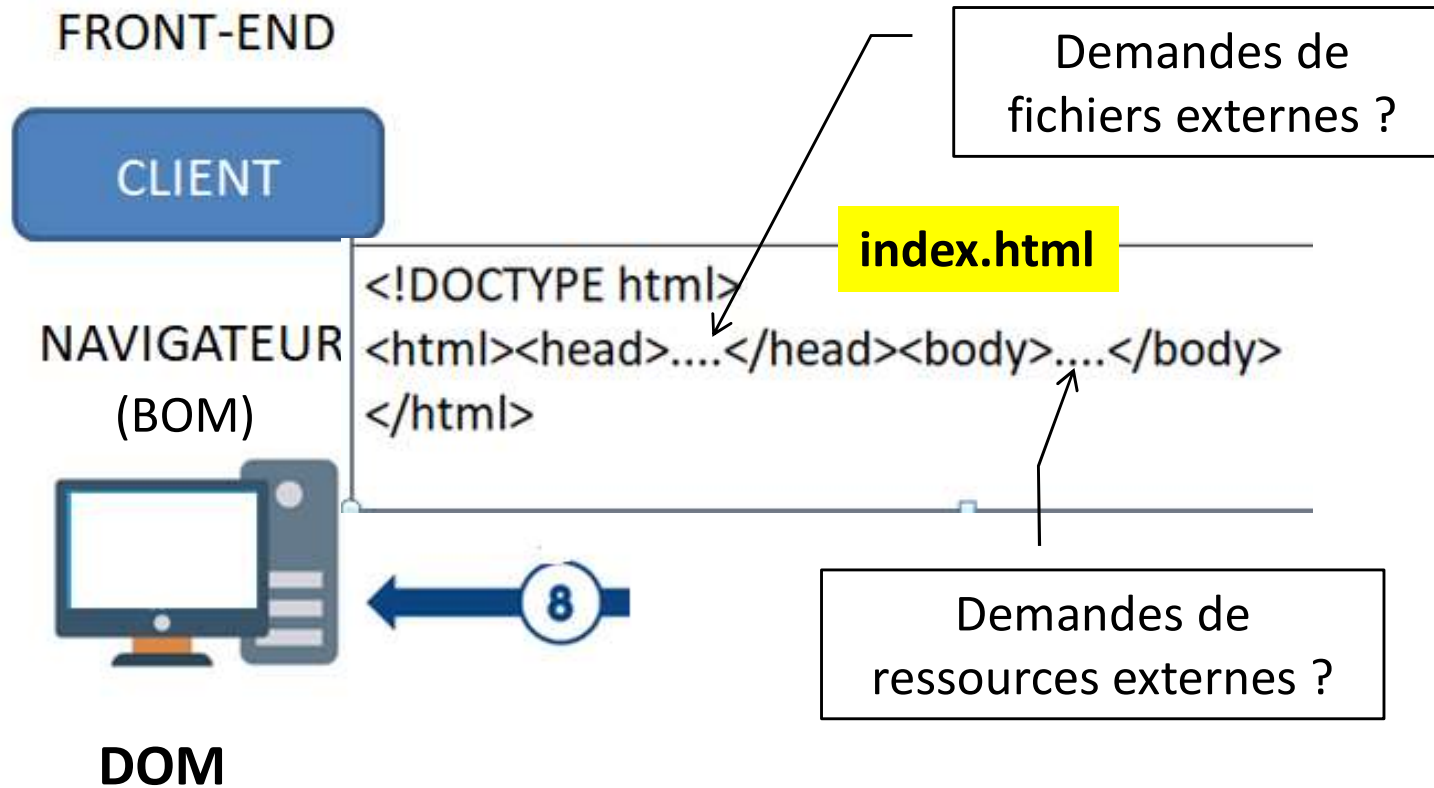 FRONT-END
Demandes de
fichiers externes ?
CLIENT
index.html
<!DOCTYPE html>
<html><head>....</head><body>....</body>
</html>
NAVIGATEUR
(BOM)
8
Demandes de
ressources externes ?
DOM